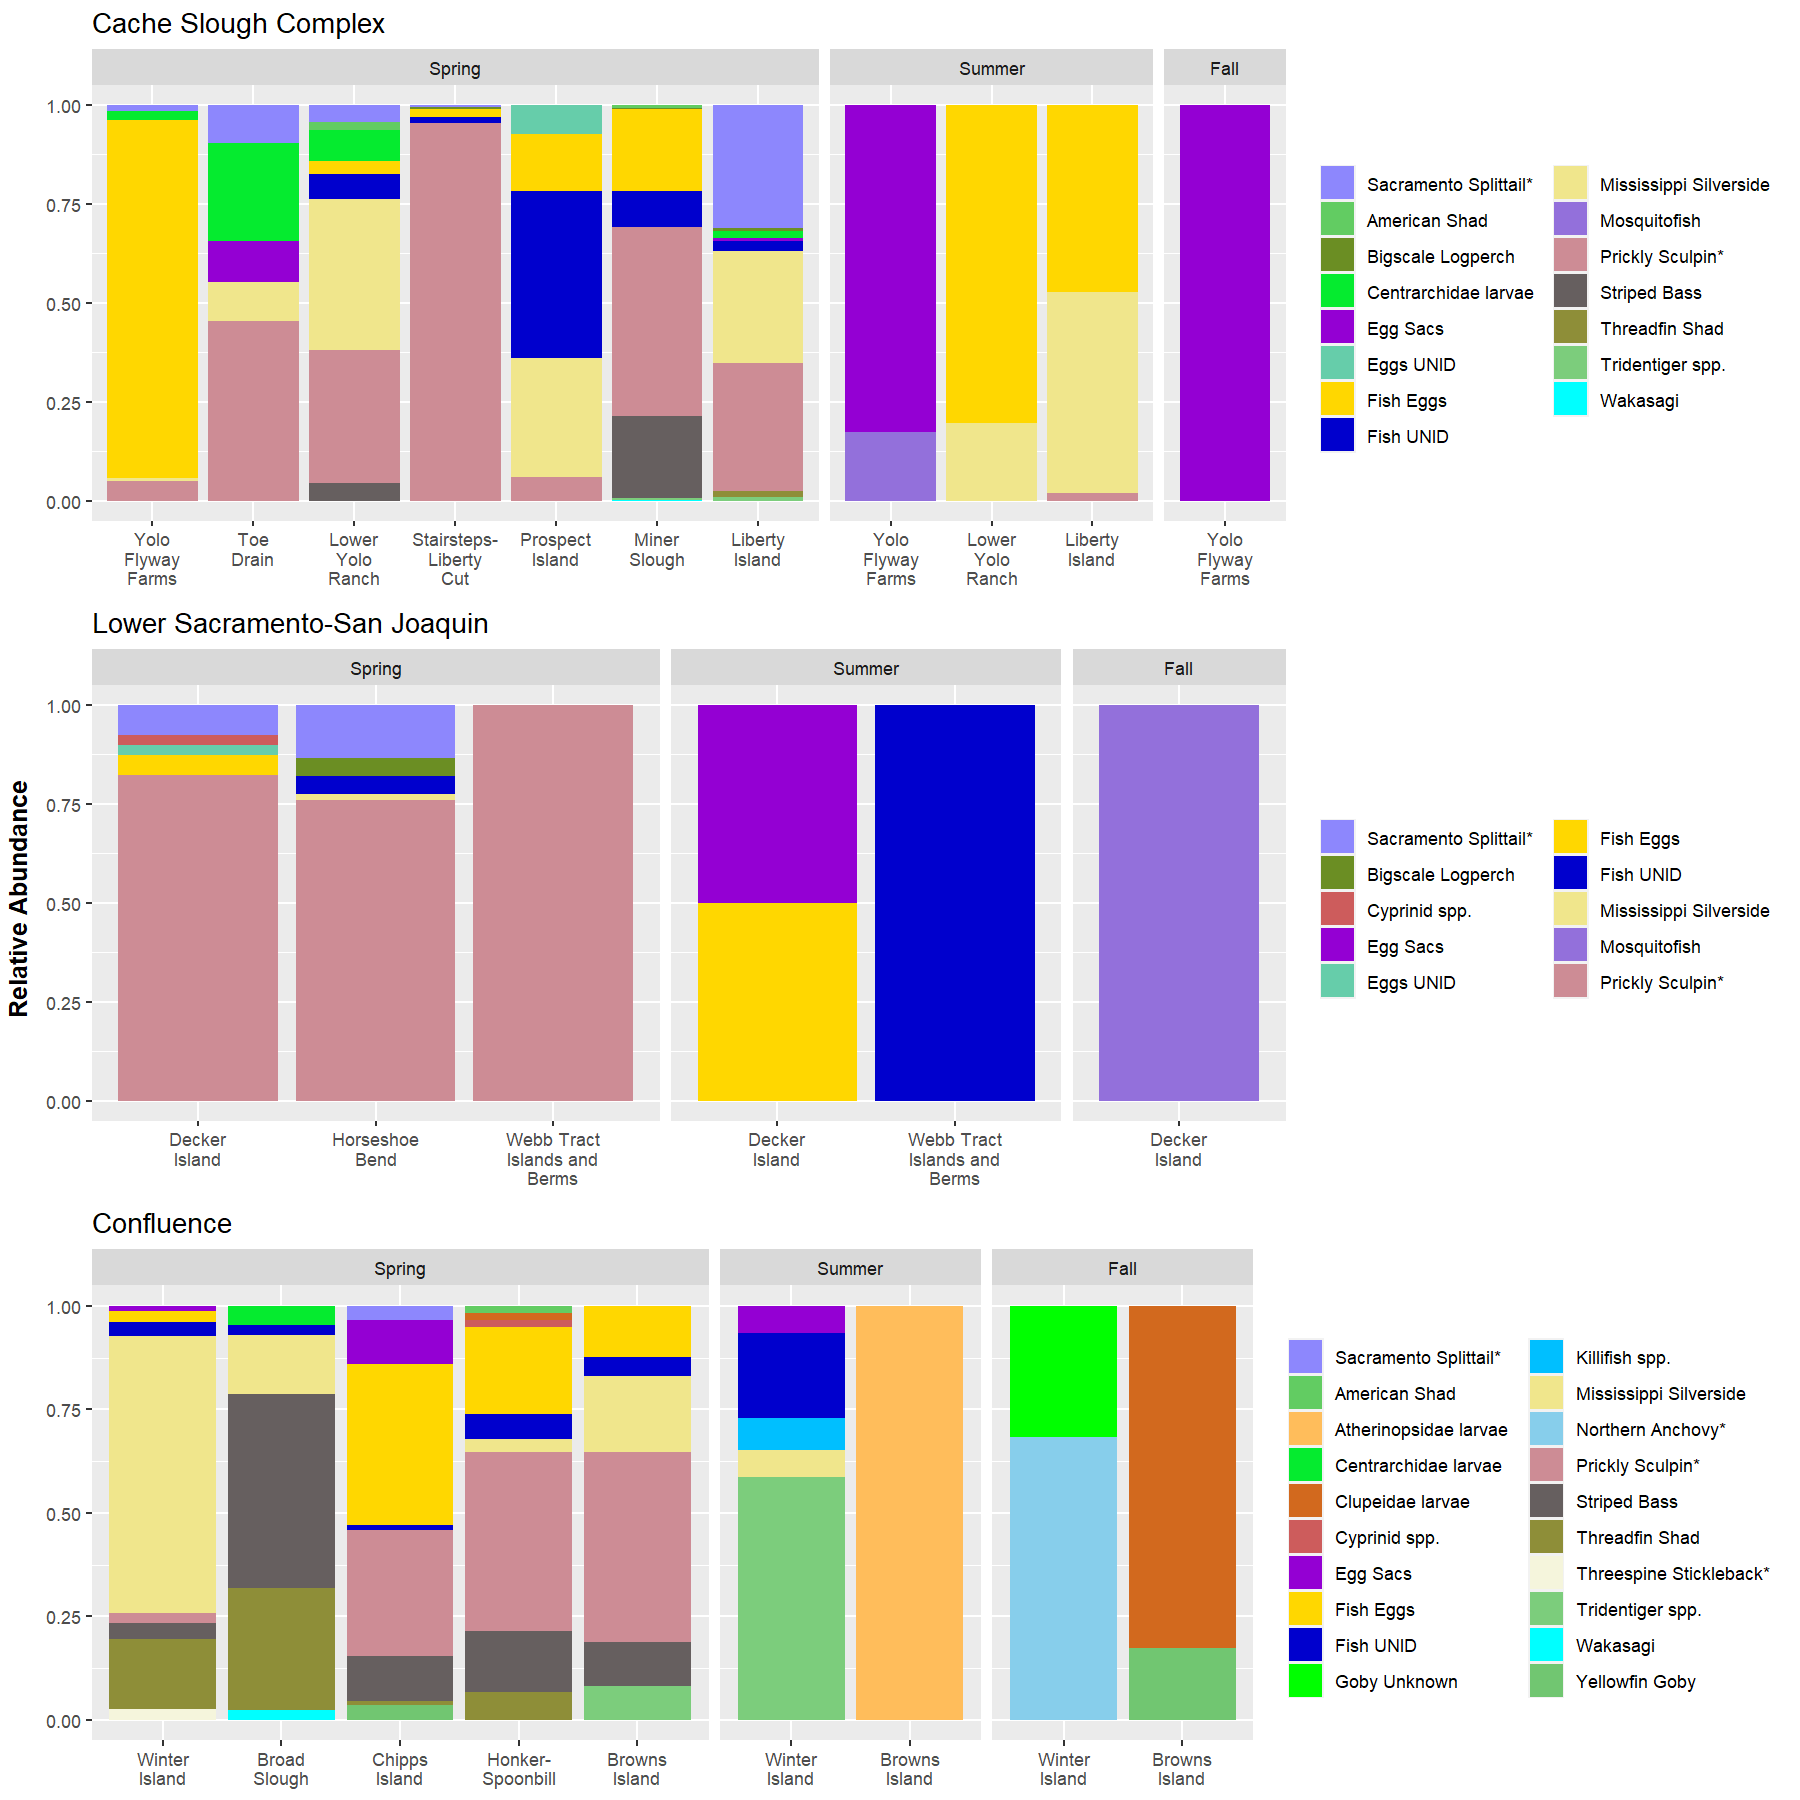 Cache Slough Complex
Spring
Summer
Fall
1.00
0.75
0.50
0.25
0.00
Yolo
Flyway
Farms
Toe
Drain
Lower
Yolo
Ranch
Stairsteps-
Liberty
Cut
Prospect
Island
Miner
Slough
Liberty
Island
Yolo
Flyway
Farms
Lower
Yolo
Ranch
Liberty
Island
Yolo
Flyway
Farms
Sacramento Splittail*
American Shad
Bigscale Logperch
Centrarchidae larvae
Egg Sacs
Eggs UNID
Fish Eggs
Fish UNID
Mississippi Silverside
Mosquitofish
Prickly Sculpin*
Striped Bass
Threadfin Shad
Tridentiger spp.
Wakasagi
Relative Abundance
Lower Sacramento-San Joaquin
Spring
Summer
Fall
1.00
0.75
0.50
0.25
0.00
Decker
Island
Horseshoe
Bend
Webb Tract
Islands and
Berms
Decker
Island
Webb Tract
Islands and
Berms
Decker
Island
Sacramento Splittail*
Bigscale Logperch
Cyprinid spp.
Egg Sacs
Eggs UNID
Fish Eggs
Fish UNID
Mississippi Silverside
Mosquitofish
Prickly Sculpin*
Confluence
Spring
Summer
Fall
1.00
0.75
0.50
0.25
0.00
Winter
Island
Broad
Slough
Chipps
Island
Honker-
Spoonbill
Browns
Island
Winter
Island
Browns
Island
Winter
Island
Browns
Island
Sacramento Splittail*
American Shad
Atherinopsidae larvae
Centrarchidae larvae
Clupeidae larvae
Cyprinid spp.
Egg Sacs
Fish Eggs
Fish UNID
Goby Unknown
Killifish spp.
Mississippi Silverside
Northern Anchovy*
Prickly Sculpin*
Striped Bass
Threadfin Shad
Threespine Stickleback*
Tridentiger spp.
Wakasagi
Yellowfin Goby